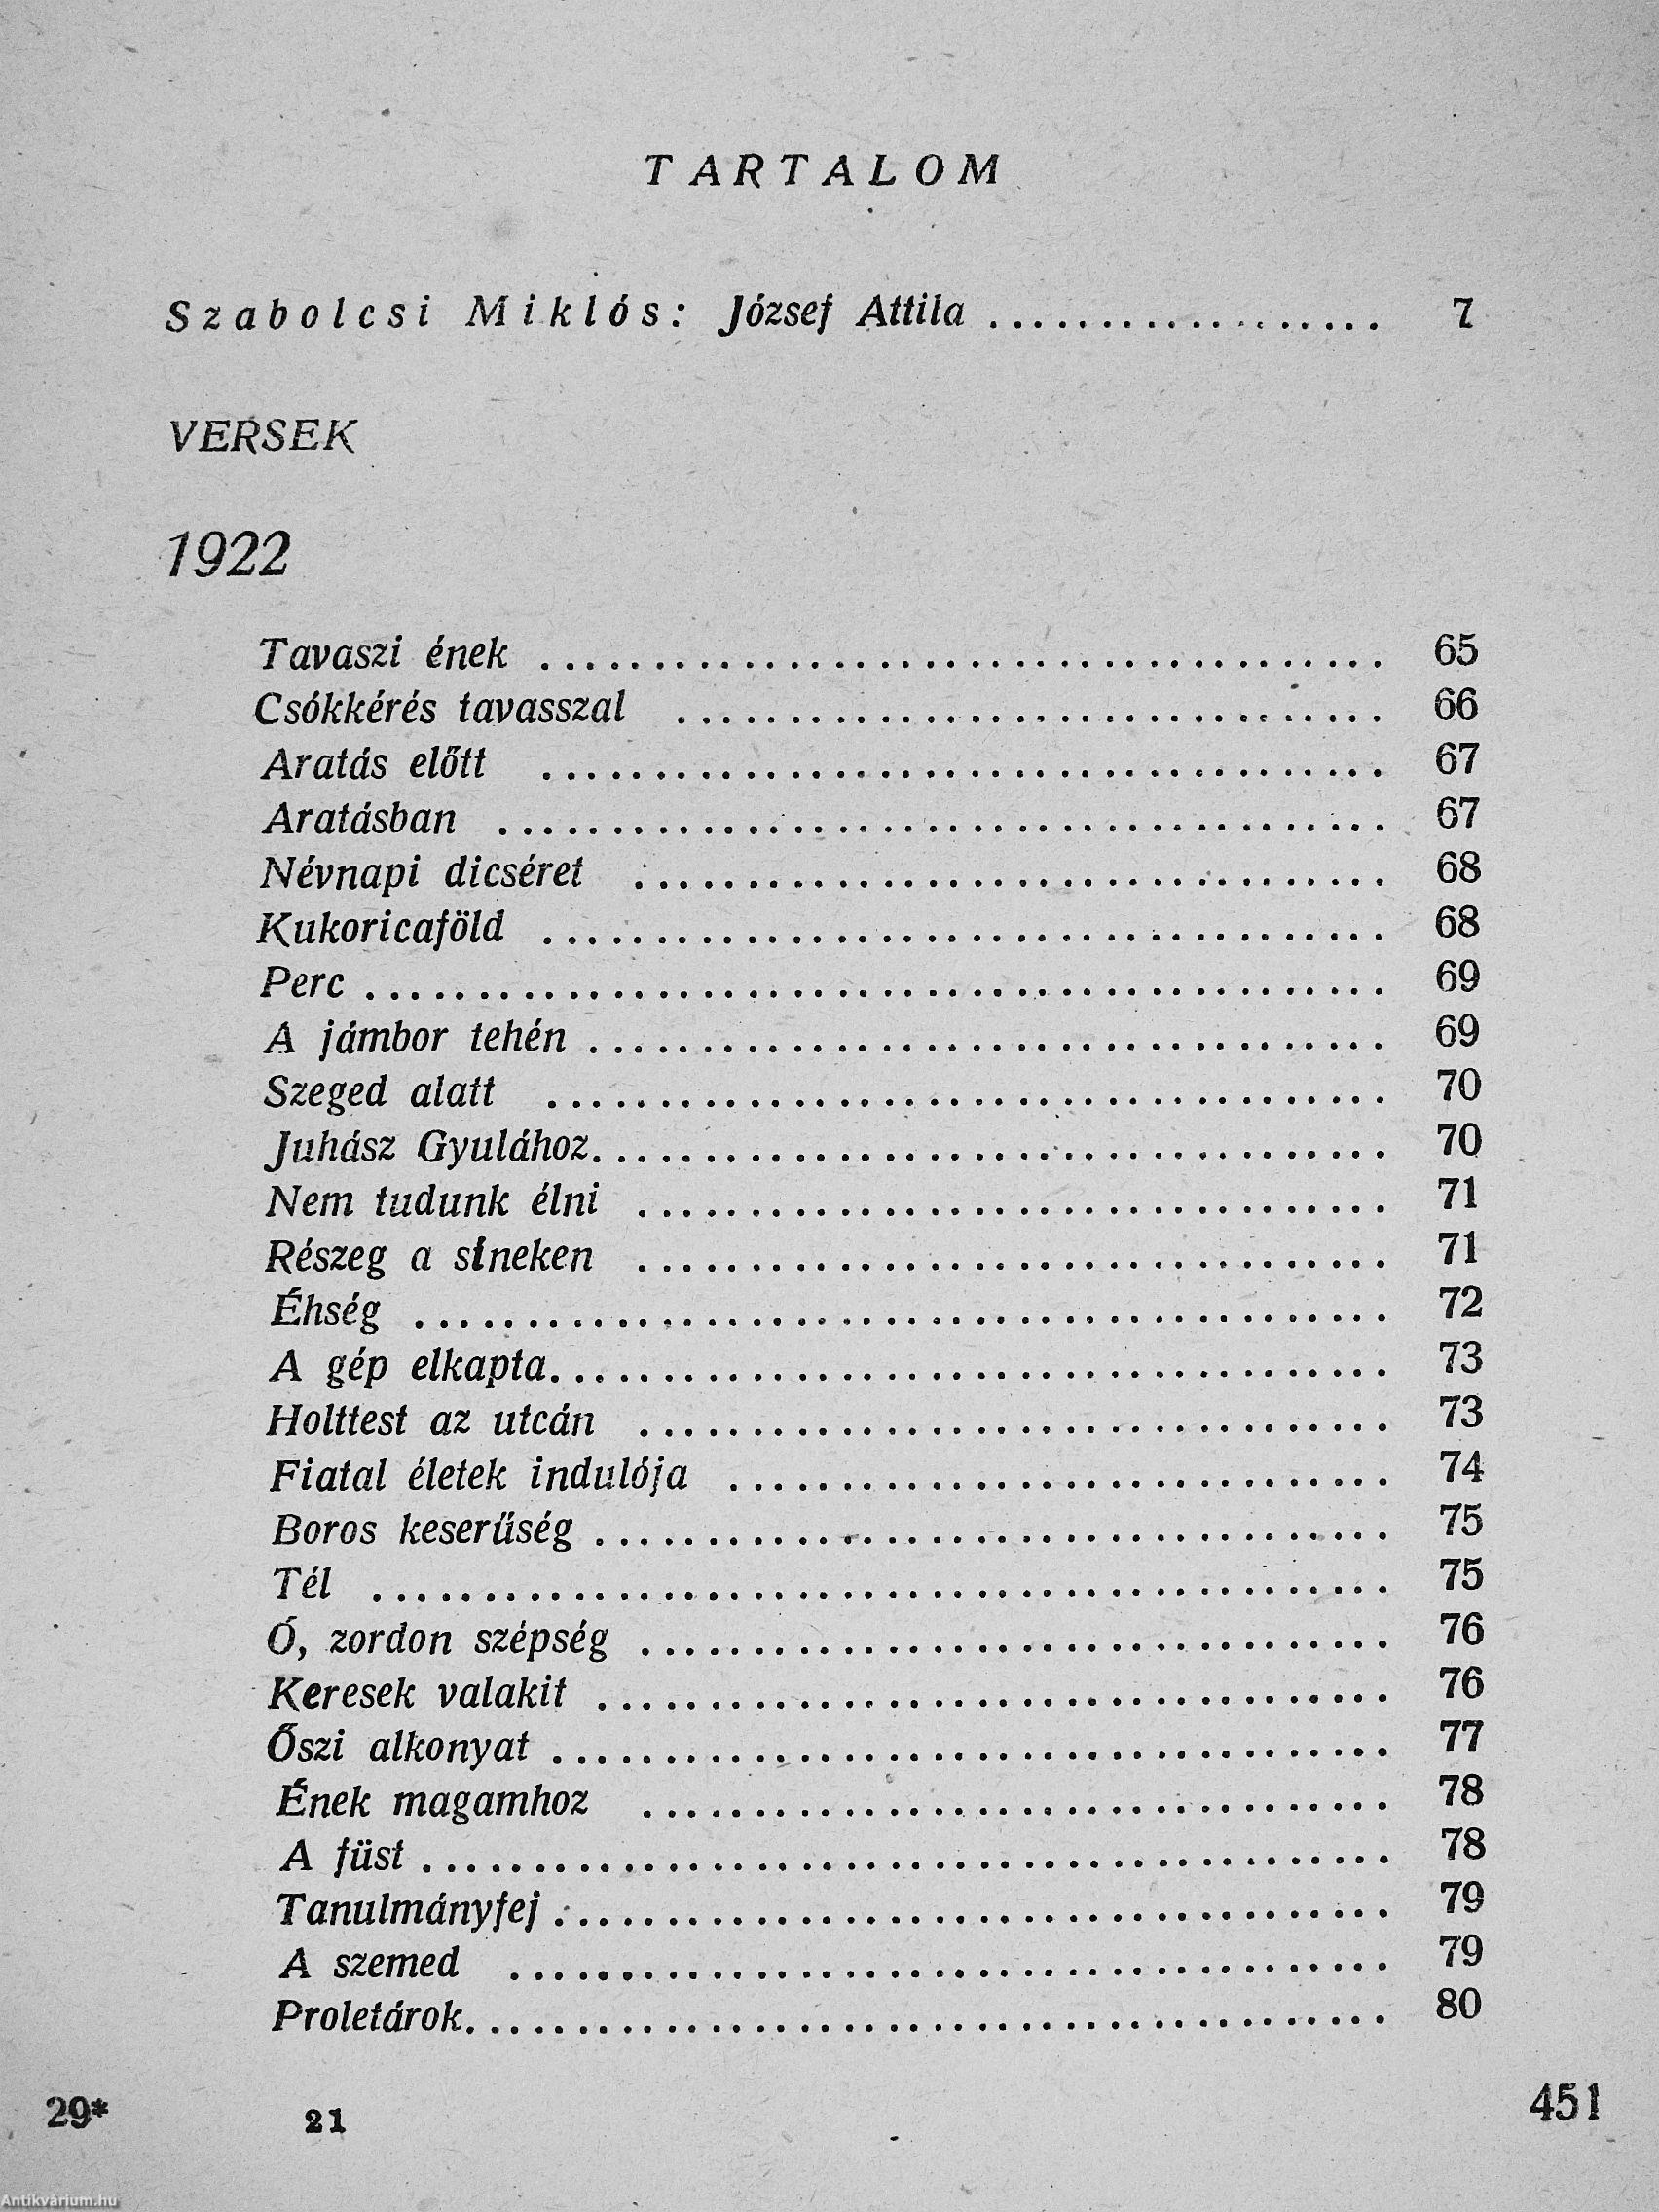 TARTALOM
Szabolcsi Miklós: József Attila .................. 7
VERSEK
1922
Tavaszi ének ...................................... 65
Csókkérés tavasszal ................................ 66
Aratás előtt ...................................... 67
Aratásban ........................................ 67
Névnapi dicséret .................................. 68
Kukoricaföld ...................................... 68
Perc .............................................. 69
A jámbor tehén .................................... 69
Szeged alatt ...................................... 70
Juhász Gyulához.................................... 70
Nem tudunk élni .................................. 71
Részeg a síneken .................................. 71
Éhség ............................................ 72
A gép elkapta...................................... 73
Holttest az utcán .................................. 73
Fiatal életek indulója .............................. 74
Boros keserűség .................................... 75
Tél .............................................. 75
Ó, zordon szépség .................................. 76
Keresek valakit .................................... 76
Őszi alkonyat ...................................... 77
Ének magamhoz .................................. 78
A füst ............................................ 78
Tanulmányfej ...................................... 79
A szemed ........................................ 79
Proletárok.......................................... 80
29* 21 451
Antikvárium.hu